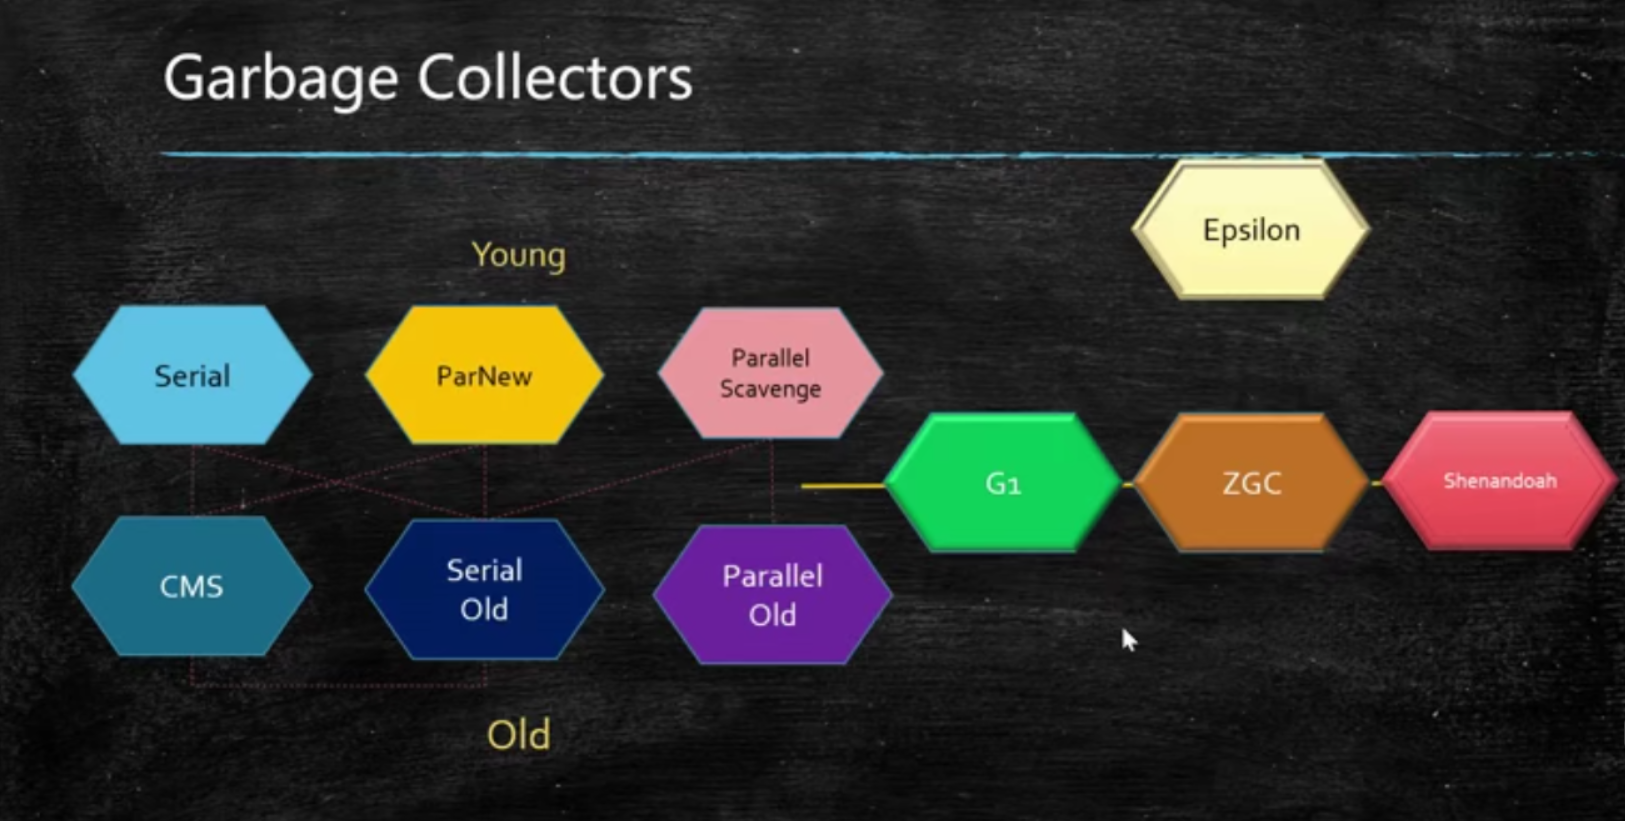 Garbage Collectors
Epsilon
Young
Serial
ParNew
Parallel
Scavenge
G1
ZGC
Shenandoah
CMS
Serial
Old
Parallel
Old
Old